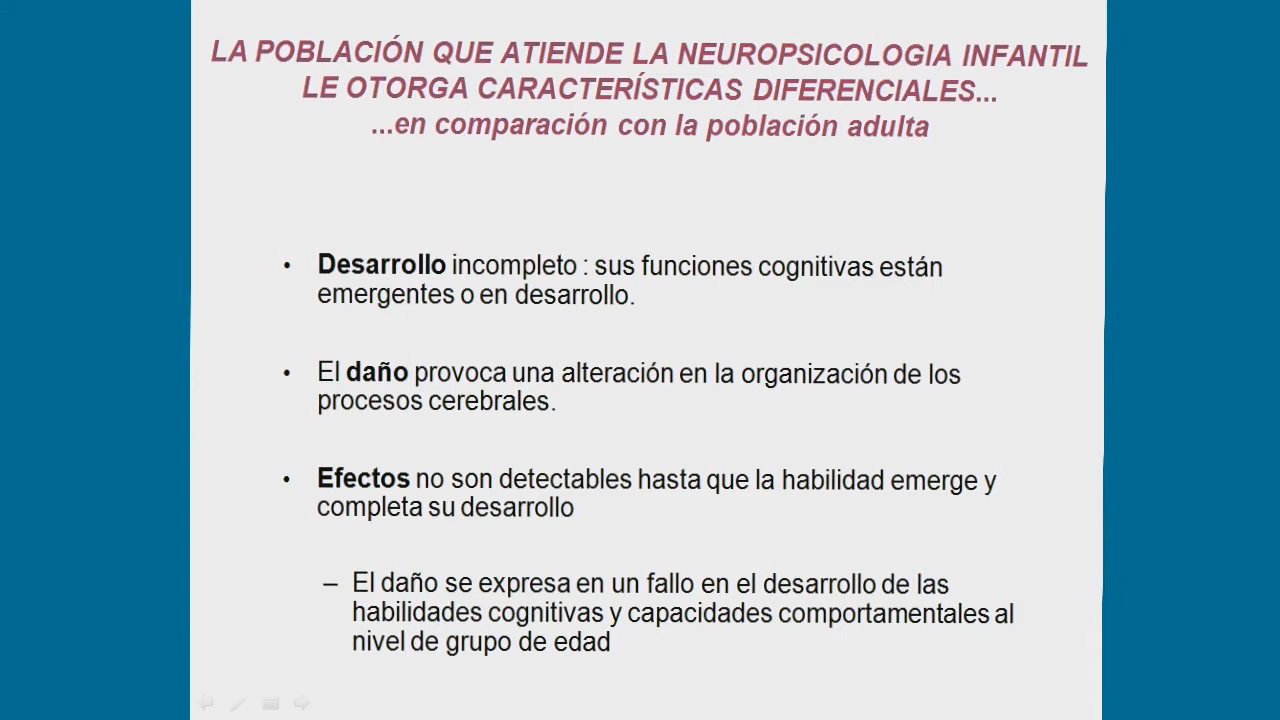 LA POBLACIÓN QUE ATIENDE LA NEUROPSICOLOGIA INFANTIL
LE OTORGA CARACTERÍSTICAS DIFERENCIALES...
...en comparación con la población adulta
• Desarrollo incompleto : sus funciones cognitivas están
emergentes o en desarrollo.
• El daño provoca una alteración en la organización de los
procesos cerebrales.
• Efectos no son detectables hasta que la habilidad emerge y
completa su desarrollo
– El daño se expresa en un fallo en el desarrollo de las
habilidades cognitivas y capacidades comportamentales al
nivel de grupo de edad